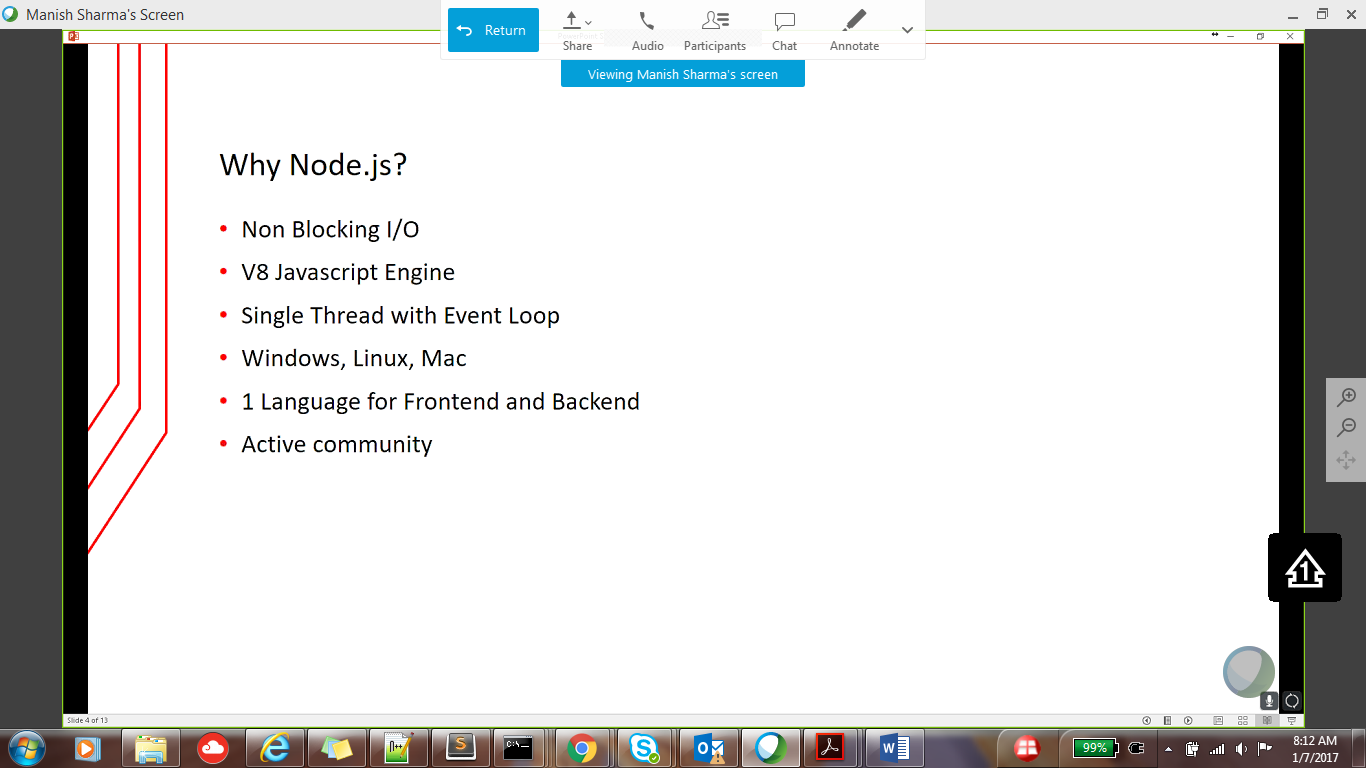 Manish Sharma's Screen
Return
Share
Audio
Participants
Chat
Annotate
Viewing Manish Sharma's screen
Why Node.js?
• Non Blocking I/O
• V8 Javascript Engine
• Single Thread with Event Loop
• Windows, Linux, Mac
• 1 Language for Frontend and Backend
• Active community
1
Slide 4 of 13
99%
8:12 AM
1/7/2017